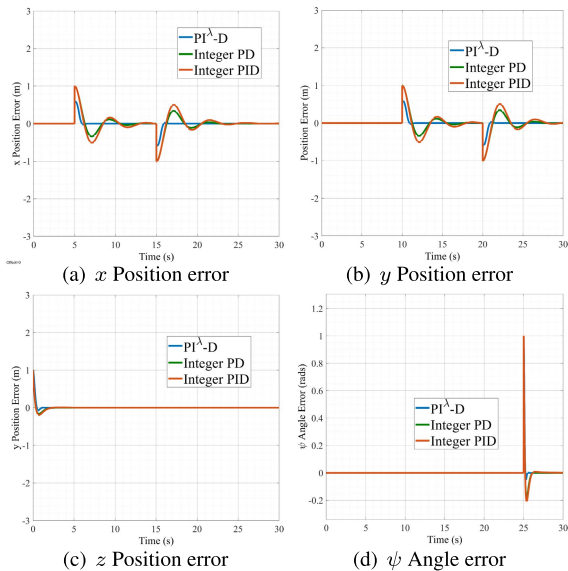 3
2
1
0
-1
-2
-3
x Position Error (m)
PIλ-D
Integer PD
Integer PID
0 5 10 15 20 25 30
Time (s)
(a) x Position error
3
2
1
0
-1
-2
-3
Position Error (m)
PIλ-D
Integer PD
Integer PID
0 5 10 15 20 25 30
Time (s)
(b) y Position error
3
2
1
0
-1
-2
-3
y Position Error (m)
PIλ-D
Integer PD
Integer PID
0 5 10 15 20 25 30
Time (s)
(c) z Position error
1.2
1
0.8
0.6
0.4
0.2
0
-0.2
ψ Angle Error (rads)
PIλ-D
Integer PD
Integer PID
0 5 10 15 20 25 30
Time (s)
(d) ψ Angle error